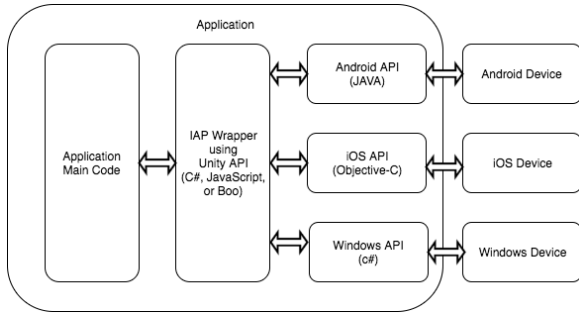 Application
Application
Main Code
IAP Wrapper
using
Unity API
(C#, JavaScript,
or Boo)
Android API
(JAVA)
iOS API
(Objective-C)
Windows API
(c#)
Android Device
iOS Device
Windows Device